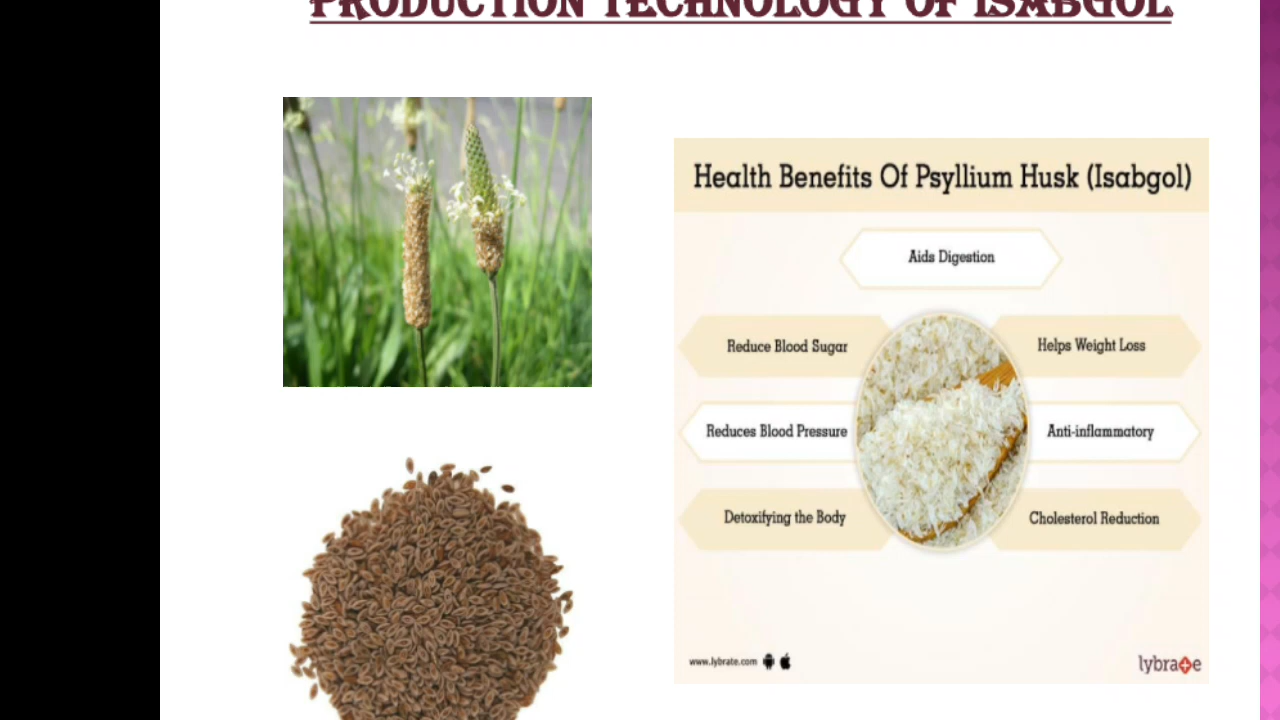 PRODUCTION TECHNOLOGY OF ISABGOL
Health Benefits Of Psyllium Husk (Isabgol)
Aids Digestion
Reduce Blood Sugar
Helps Weight Loss
Reduces Blood Pressure
Anti-inflammatory
Detoxifying the Body
Cholesterol Reduction
www.lybrate.com
lybrate